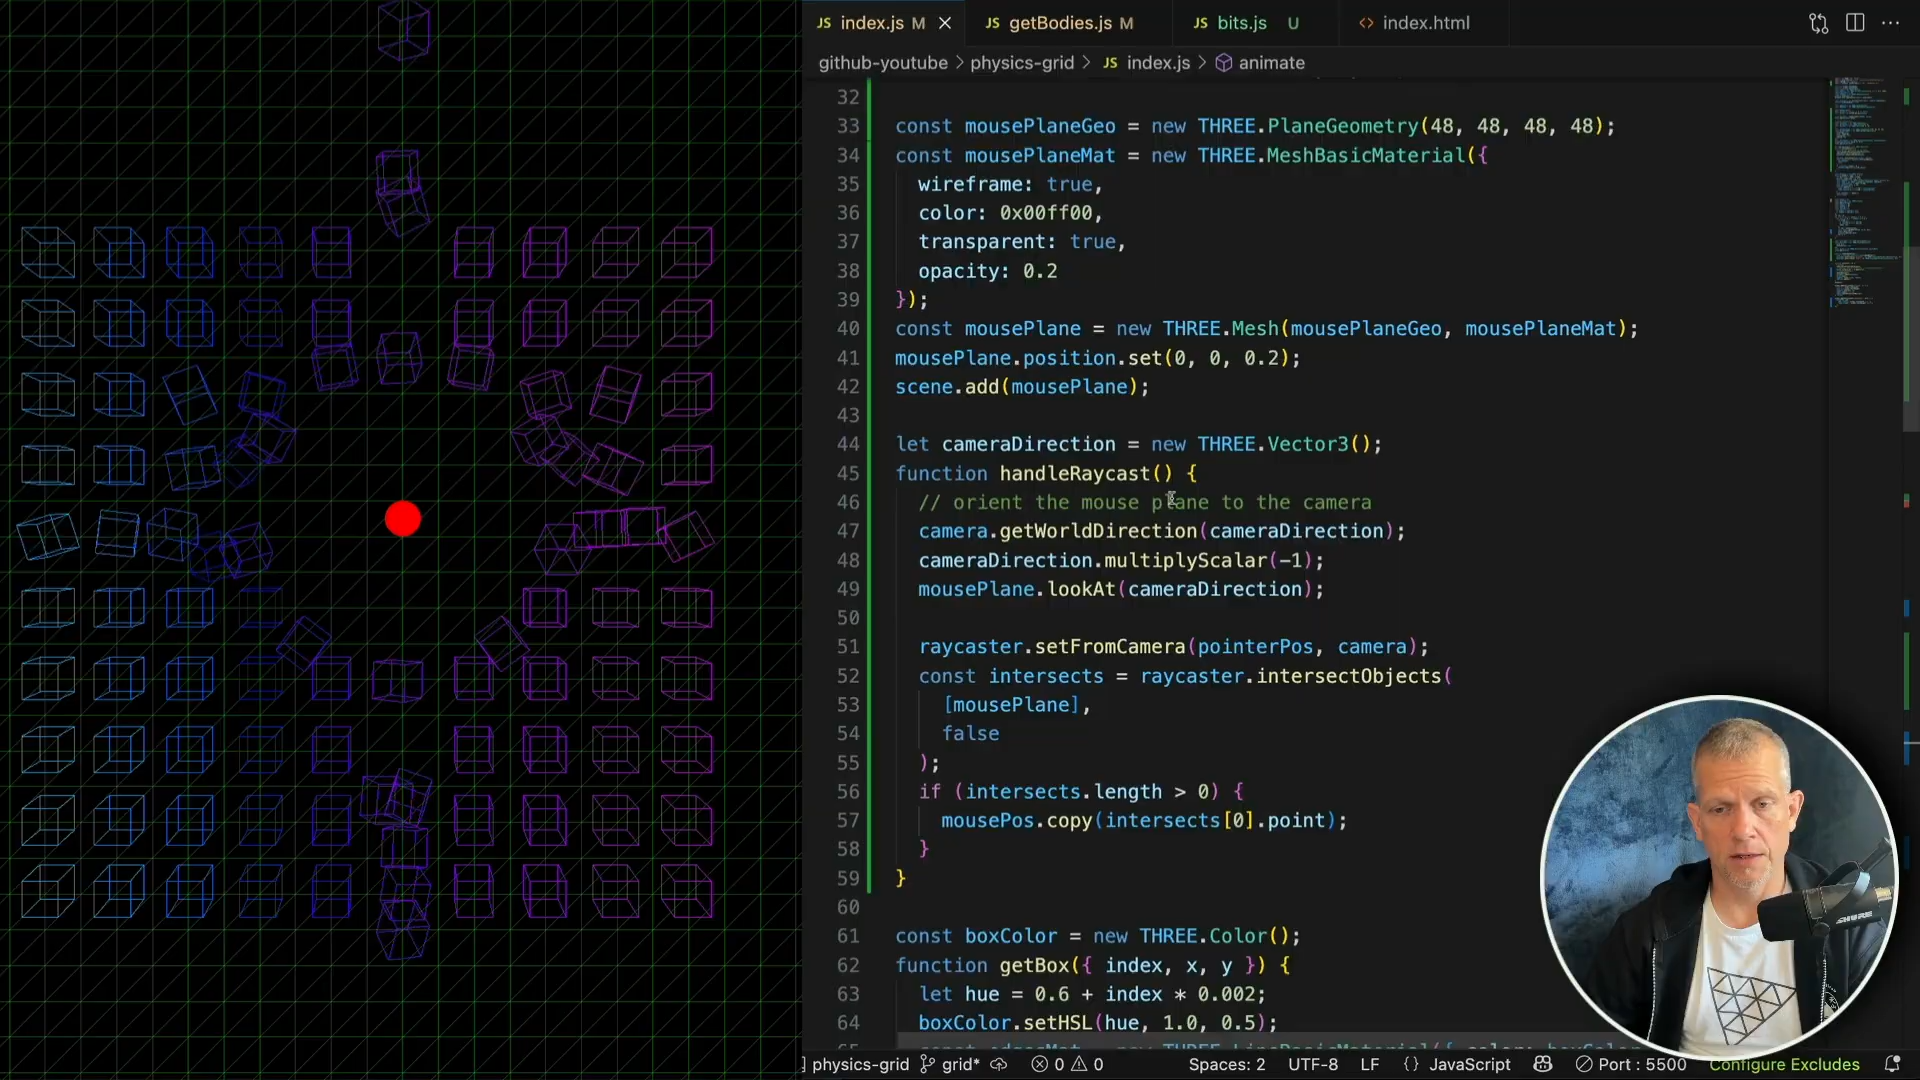 JS index.js M
JS getBodies.js M
JS bits.js U
<> index.html
github-youtube > physics-grid > JS index.js > animate
32
33 const mousePlaneGeo = new THREE.PlaneGeometry(48, 48, 48, 48);
34 const mousePlaneMat = new THREE.MeshBasicMaterial({
35 wireframe: true,
36 color: 0x00ff00,
37 transparent: true,
38 opacity: 0.2
39 });
40 const mousePlane = new THREE.Mesh(mousePlaneGeo, mousePlaneMat);
41 mousePlane.position.set(0, 0, 0.2);
42 scene.add(mousePlane);
43
44 let cameraDirection = new THREE.Vector3();
45 function handleRaycast() {
46 // orient the mouse plane to the camera
47 camera.getWorldDirection(cameraDirection);
48 cameraDirection.multiplyScalar(-1);
49 mousePlane.lookAt(cameraDirection);
50
51 raycaster.setFromCamera(pointerPos, camera);
52 const intersects = raycaster.intersectObjects(
53 [mousePlane],
54 false
55 );
56 if (intersects.length > 0) {
57 mousePos.copy(intersects[0].point);
58 }
59 }
60
61 const boxColor = new THREE.Color();
62 function getBox({ index, x, y }) {
63 let hue = 0.6 + index * 0.002;
64 boxColor.setHSL(hue, 1.0, 0.5);
SHURE
physics-grid grid* 0 0 Spaces: 2 UTF-8 LF {} JavaScript Port : 5500 Configure Excludes